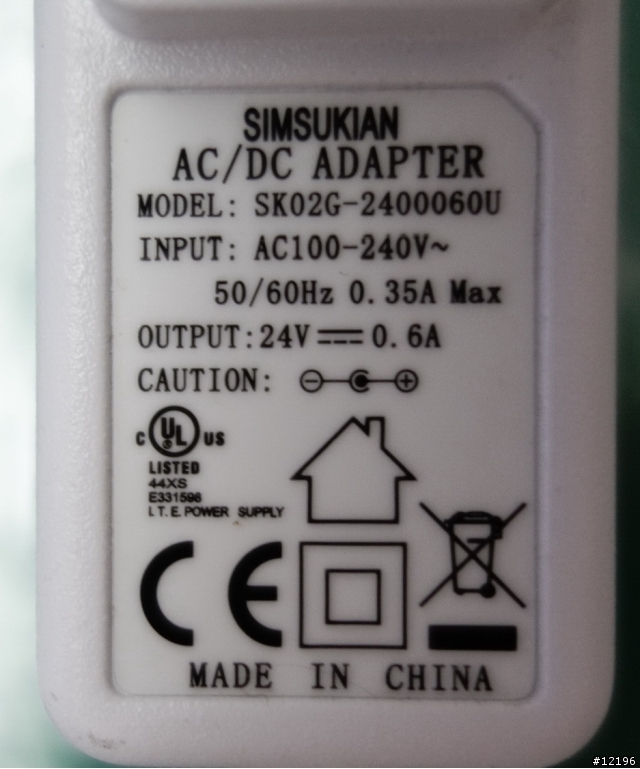 SIMSUKIAN
AC/DC ADAPTER
MODEL: SK02G-2400060U
INPUT: AC100-240V~
50/60Hz 0.35A Max
OUTPUT: 24V⎓0.6A
CAUTION:
c UL US
LISTED
44XS
E331598
I.T.E. POWER SUPPLY
CE
MADE IN CHINA
#12196